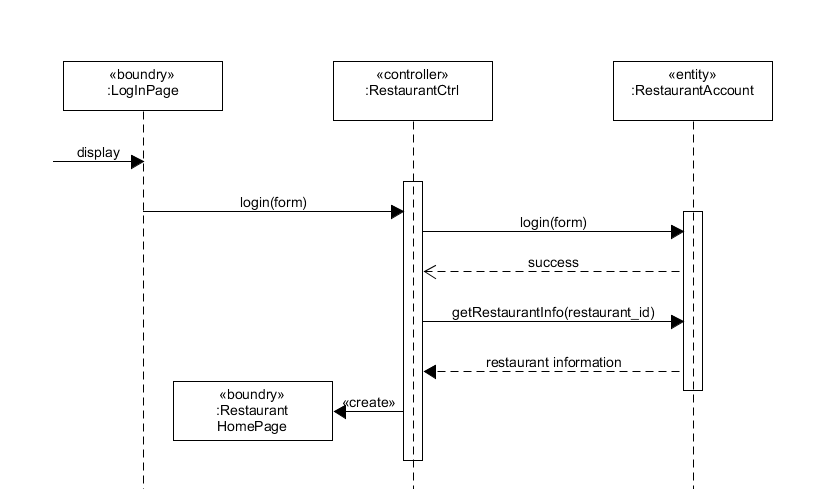 «boundry»
:LogInPage
«controller»
:RestaurantCtrl
«entity»
:RestaurantAccount
display
login(form)
login(form)
success
getRestaurantInfo(restaurant_id)
restaurant information
«boundry»
:Restaurant
HomePage
«create»